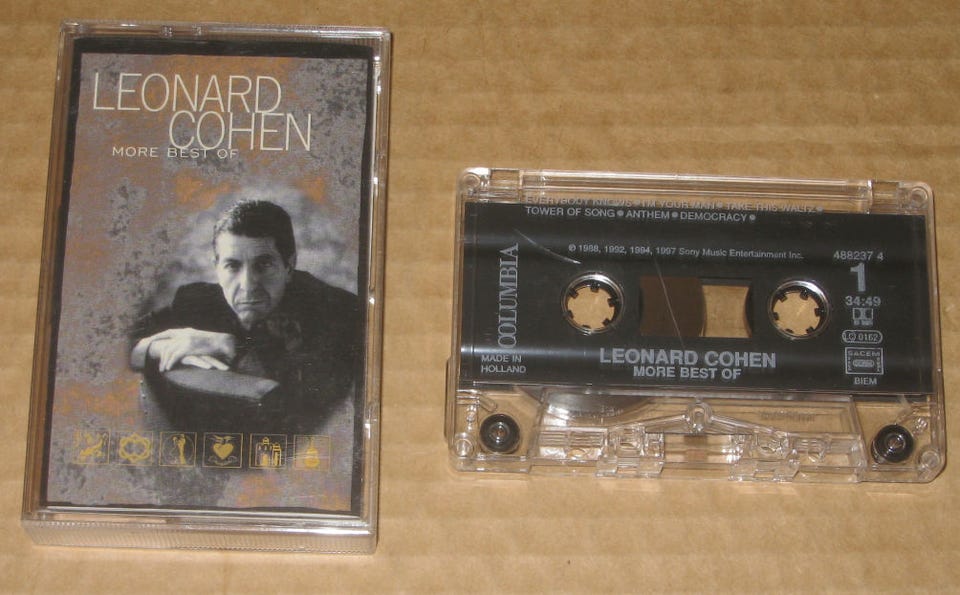 LEONARD
COHEN
MORE BEST OF
EVERYBODY KNOWS • I'M YOUR MAN • TAKE THIS WALTZ •
TOWER OF SONG • ANTHEM • DEMOCRACY •
COLUMBIA
℗ 1988, 1992, 1994, 1997 Sony Music Entertainment Inc.
488237 4
1
34:49
LC 0162
SACEM
BIEM
MADE IN
HOLLAND
LEONARD COHEN
MORE BEST OF